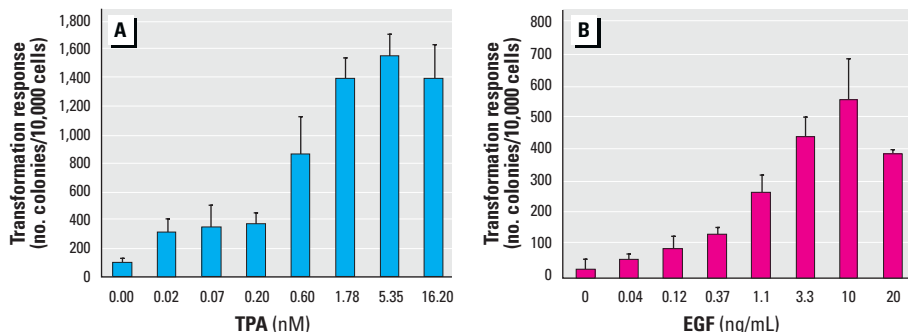 A
Transformation response
(no. colonies/10,000 cells)
1,800
1,600
1,400
1,200
1,000
800
600
400
200
0
0.00 0.02 0.07 0.20 0.60 1.78 5.35 16.20
TPA (nM)
B
Transformation response
(no. colonies/10,000 cells)
800
700
600
500
400
300
200
100
0
0 0.04 0.12 0.37 1.1 3.3 10 20
EGF (ng/mL)